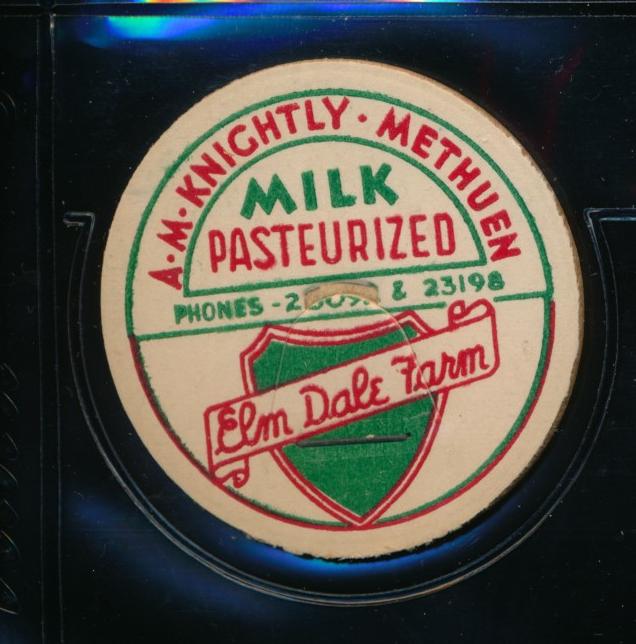 A·M·KNIGHTLY·METHUEN
MILK
PASTEURIZED
PHONES - & 23198
Elm Dale Farm